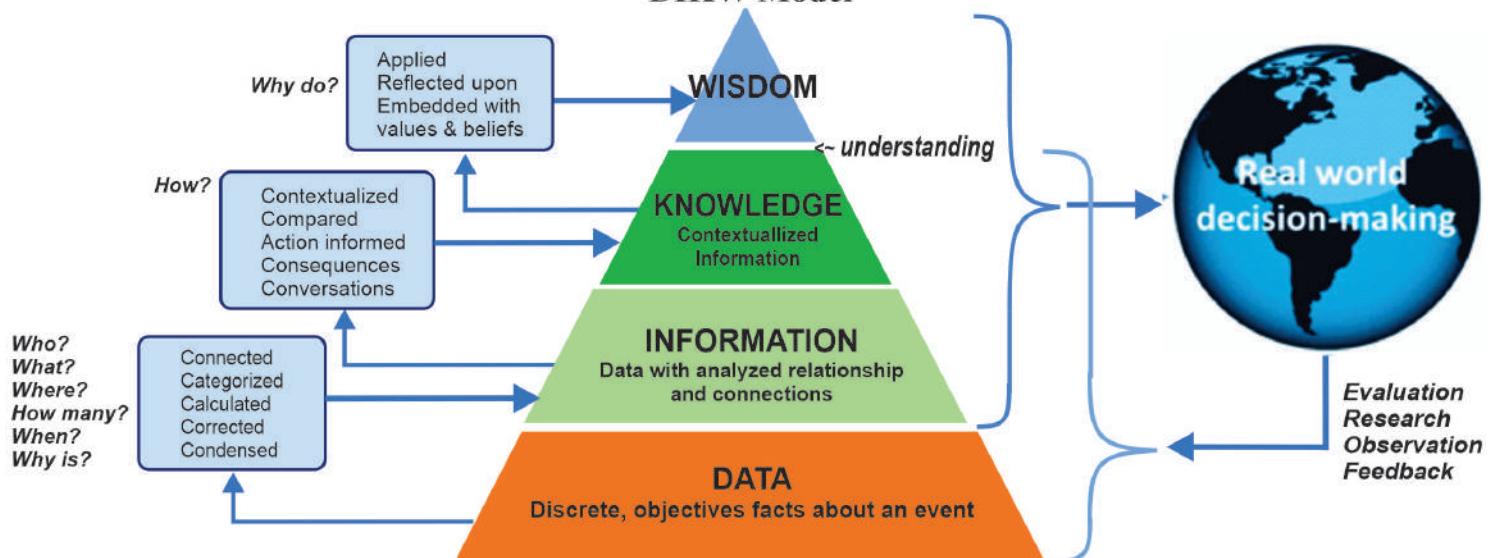 Applied
Reflected upon
Embedded with
values & beliefs
Why do?
WISDOM
<~ understanding
How?
Contextualized
Compared
Action informed
Consequences
Conversations
KNOWLEDGE
Contextuallized
Information
Real world
decision-making
Who?
What?
Where?
How many?
When?
Why is?
Connected
Categorized
Calculated
Corrected
Condensed
INFORMATION
Data with analyzed relationship
and connections
Evaluation
Research
Observation
Feedback
DATA
Discrete, objectives facts about an event